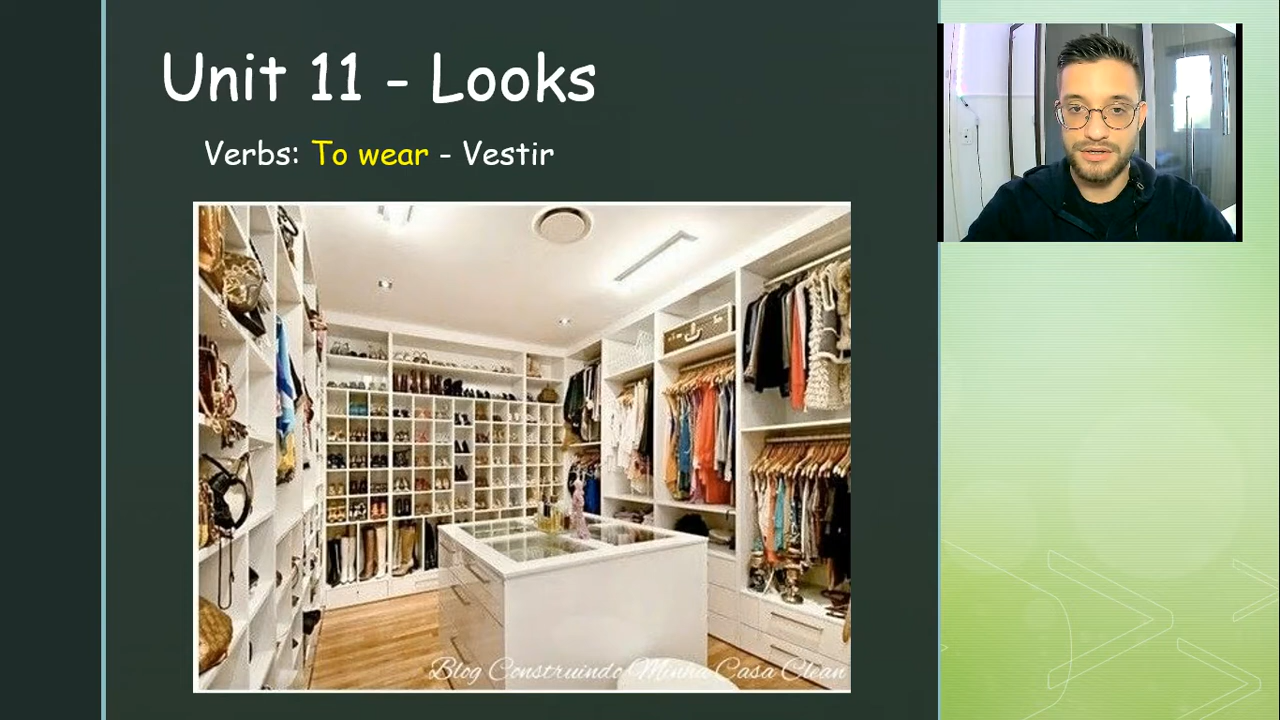 Unit 11 - Looks
Verbs: To wear - Vestir
Blog Construindo Minha Casa Clean